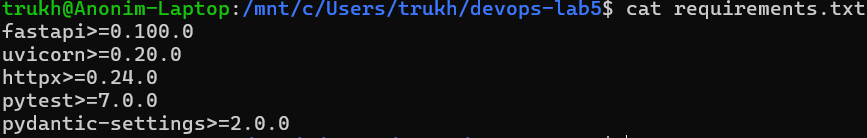 trukh@Anonim-Laptop:/mnt/c/Users/trukh/devops-lab5$ cat requirements.txt
fastapi>=0.100.0
uvicorn>=0.20.0
httpx>=0.24.0
pytest>=7.0.0
pydantic-settings>=2.0.0